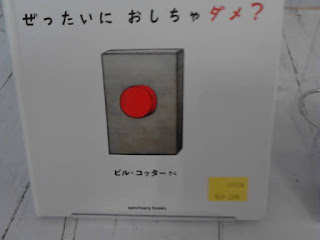 ぜったいに おしちゃダメ?
ビル・コッター さく
sanctuary books